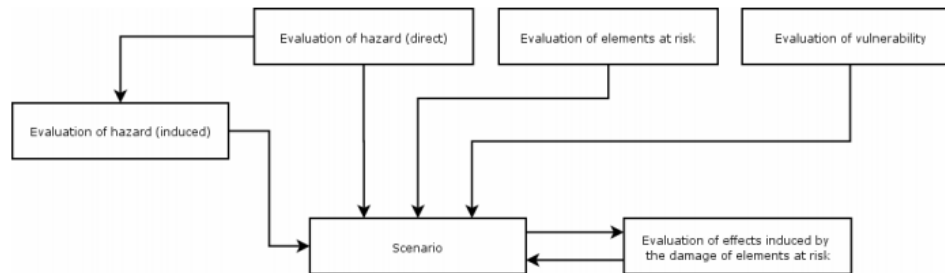 Evaluation of hazard (direct)
Evaluation of elements at risk
Evaluation of vulnerability
Evaluation of hazard (induced)
Scenario
Evaluation of effects induced by
the damage of elements at risk